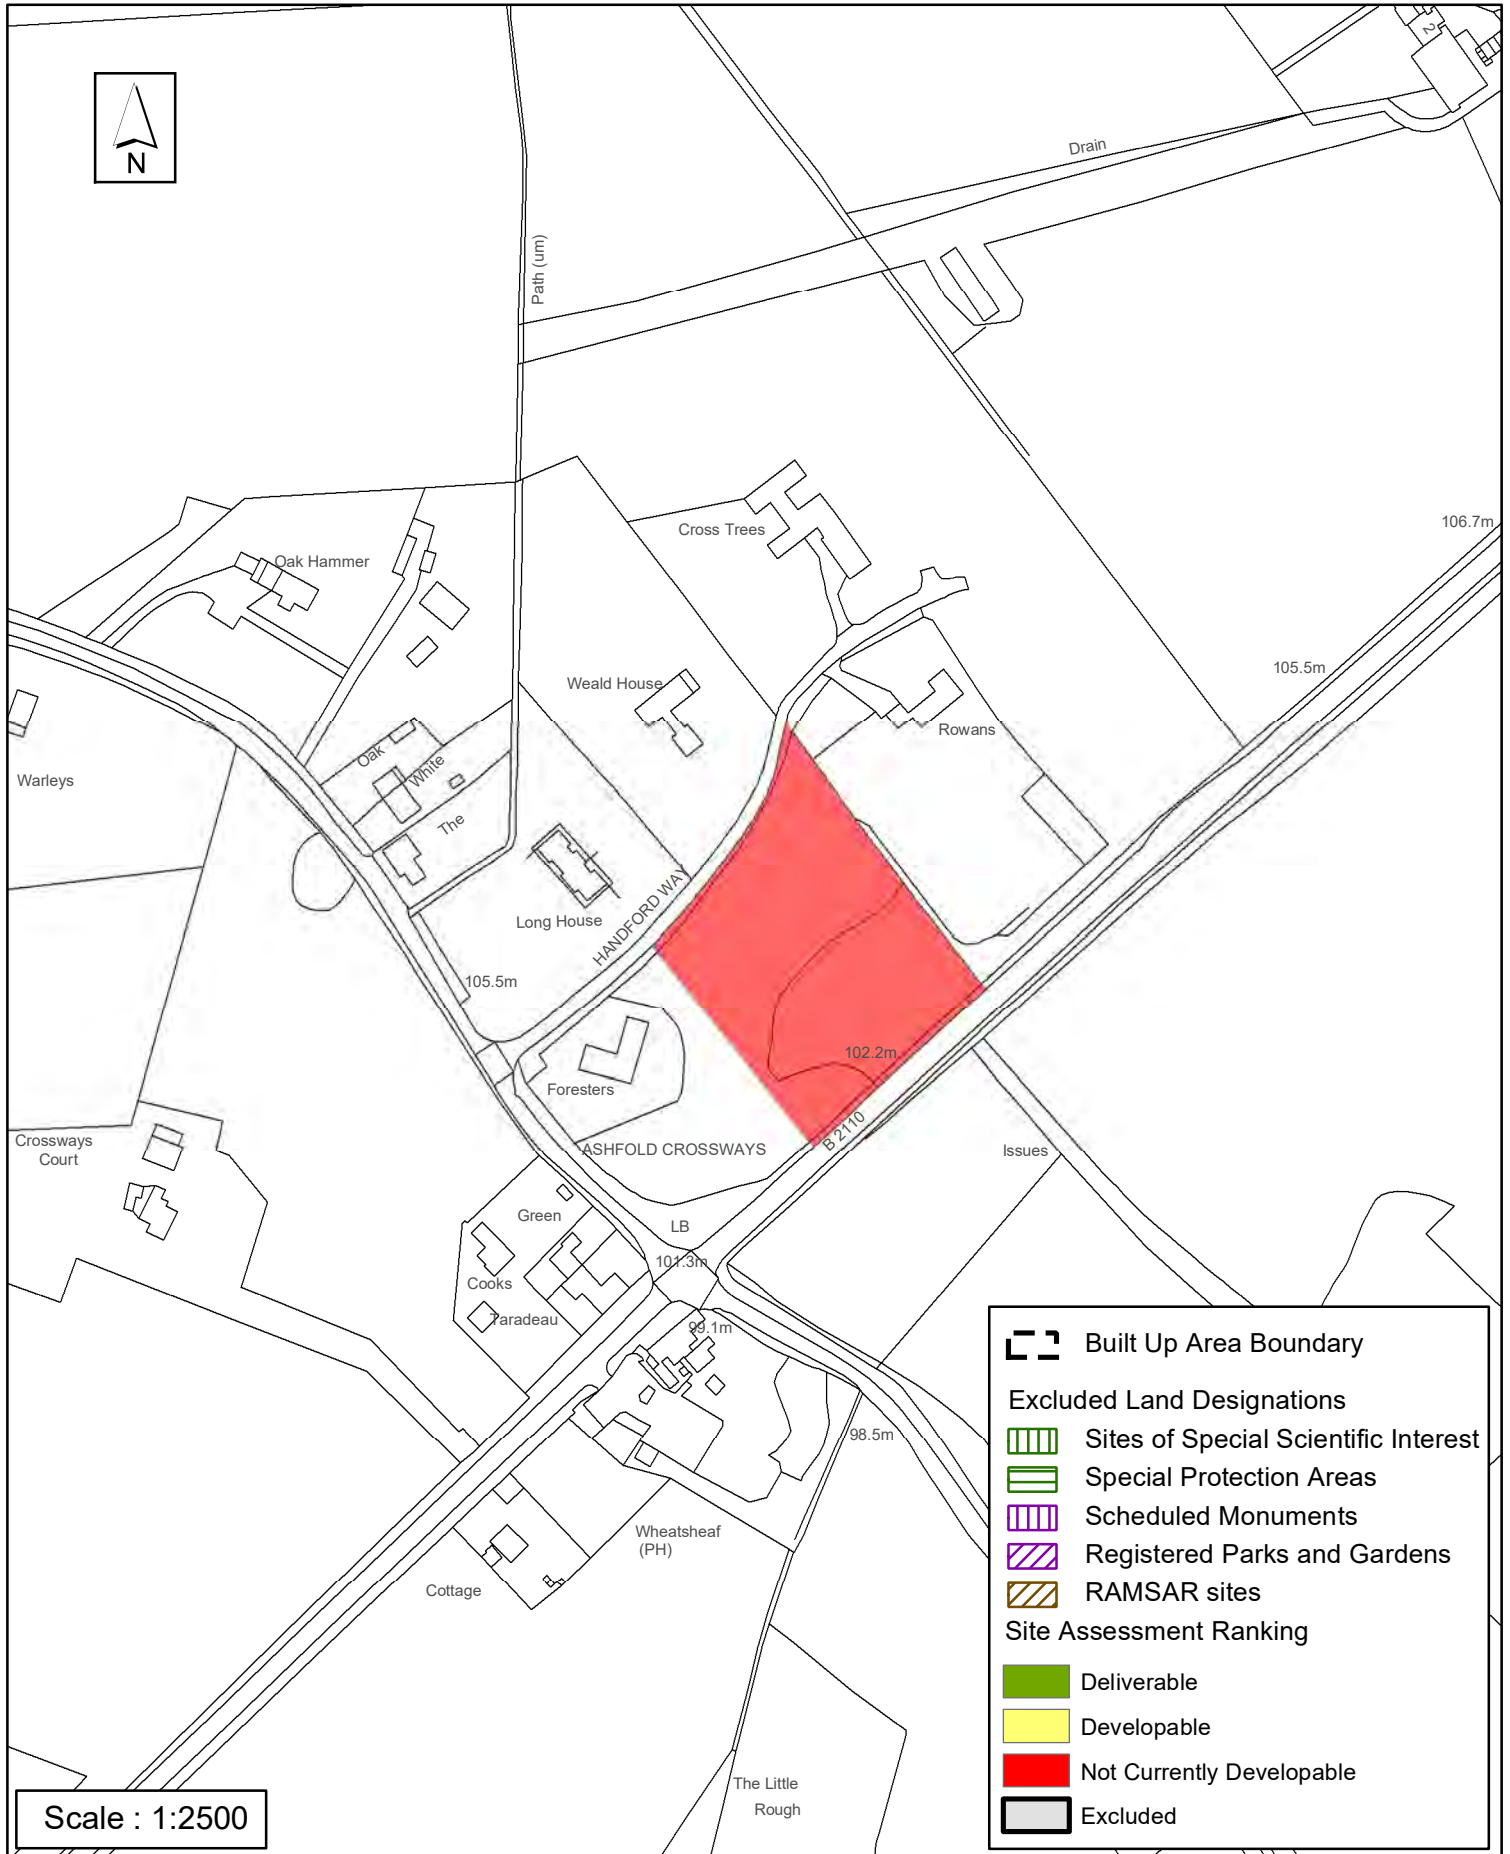 2
N
Drain
Path (um)
106.7m
Cross Trees
Oak Hammer
105.5m
Weald House
Rowans
Oak
White
Warleys
The
HANDFORD WAY
Long House
105.5m
102.2m
Foresters
B 2110
Crossways
Court
ASHFOLD CROSSWAYS
Issues
Green
LB
101.3m
Cooks
Taradeau
99.1m
98.5m
Wheatsheaf
(PH)
Cottage
The Little
Rough
Built Up Area Boundary
Excluded Land Designations
Sites of Special Scientific Interest
Special Protection Areas
Scheduled Monuments
Registered Parks and Gardens
RAMSAR sites
Site Assessment Ranking
Deliverable
Developable
Not Currently Developable
Excluded
Scale : 1:2500